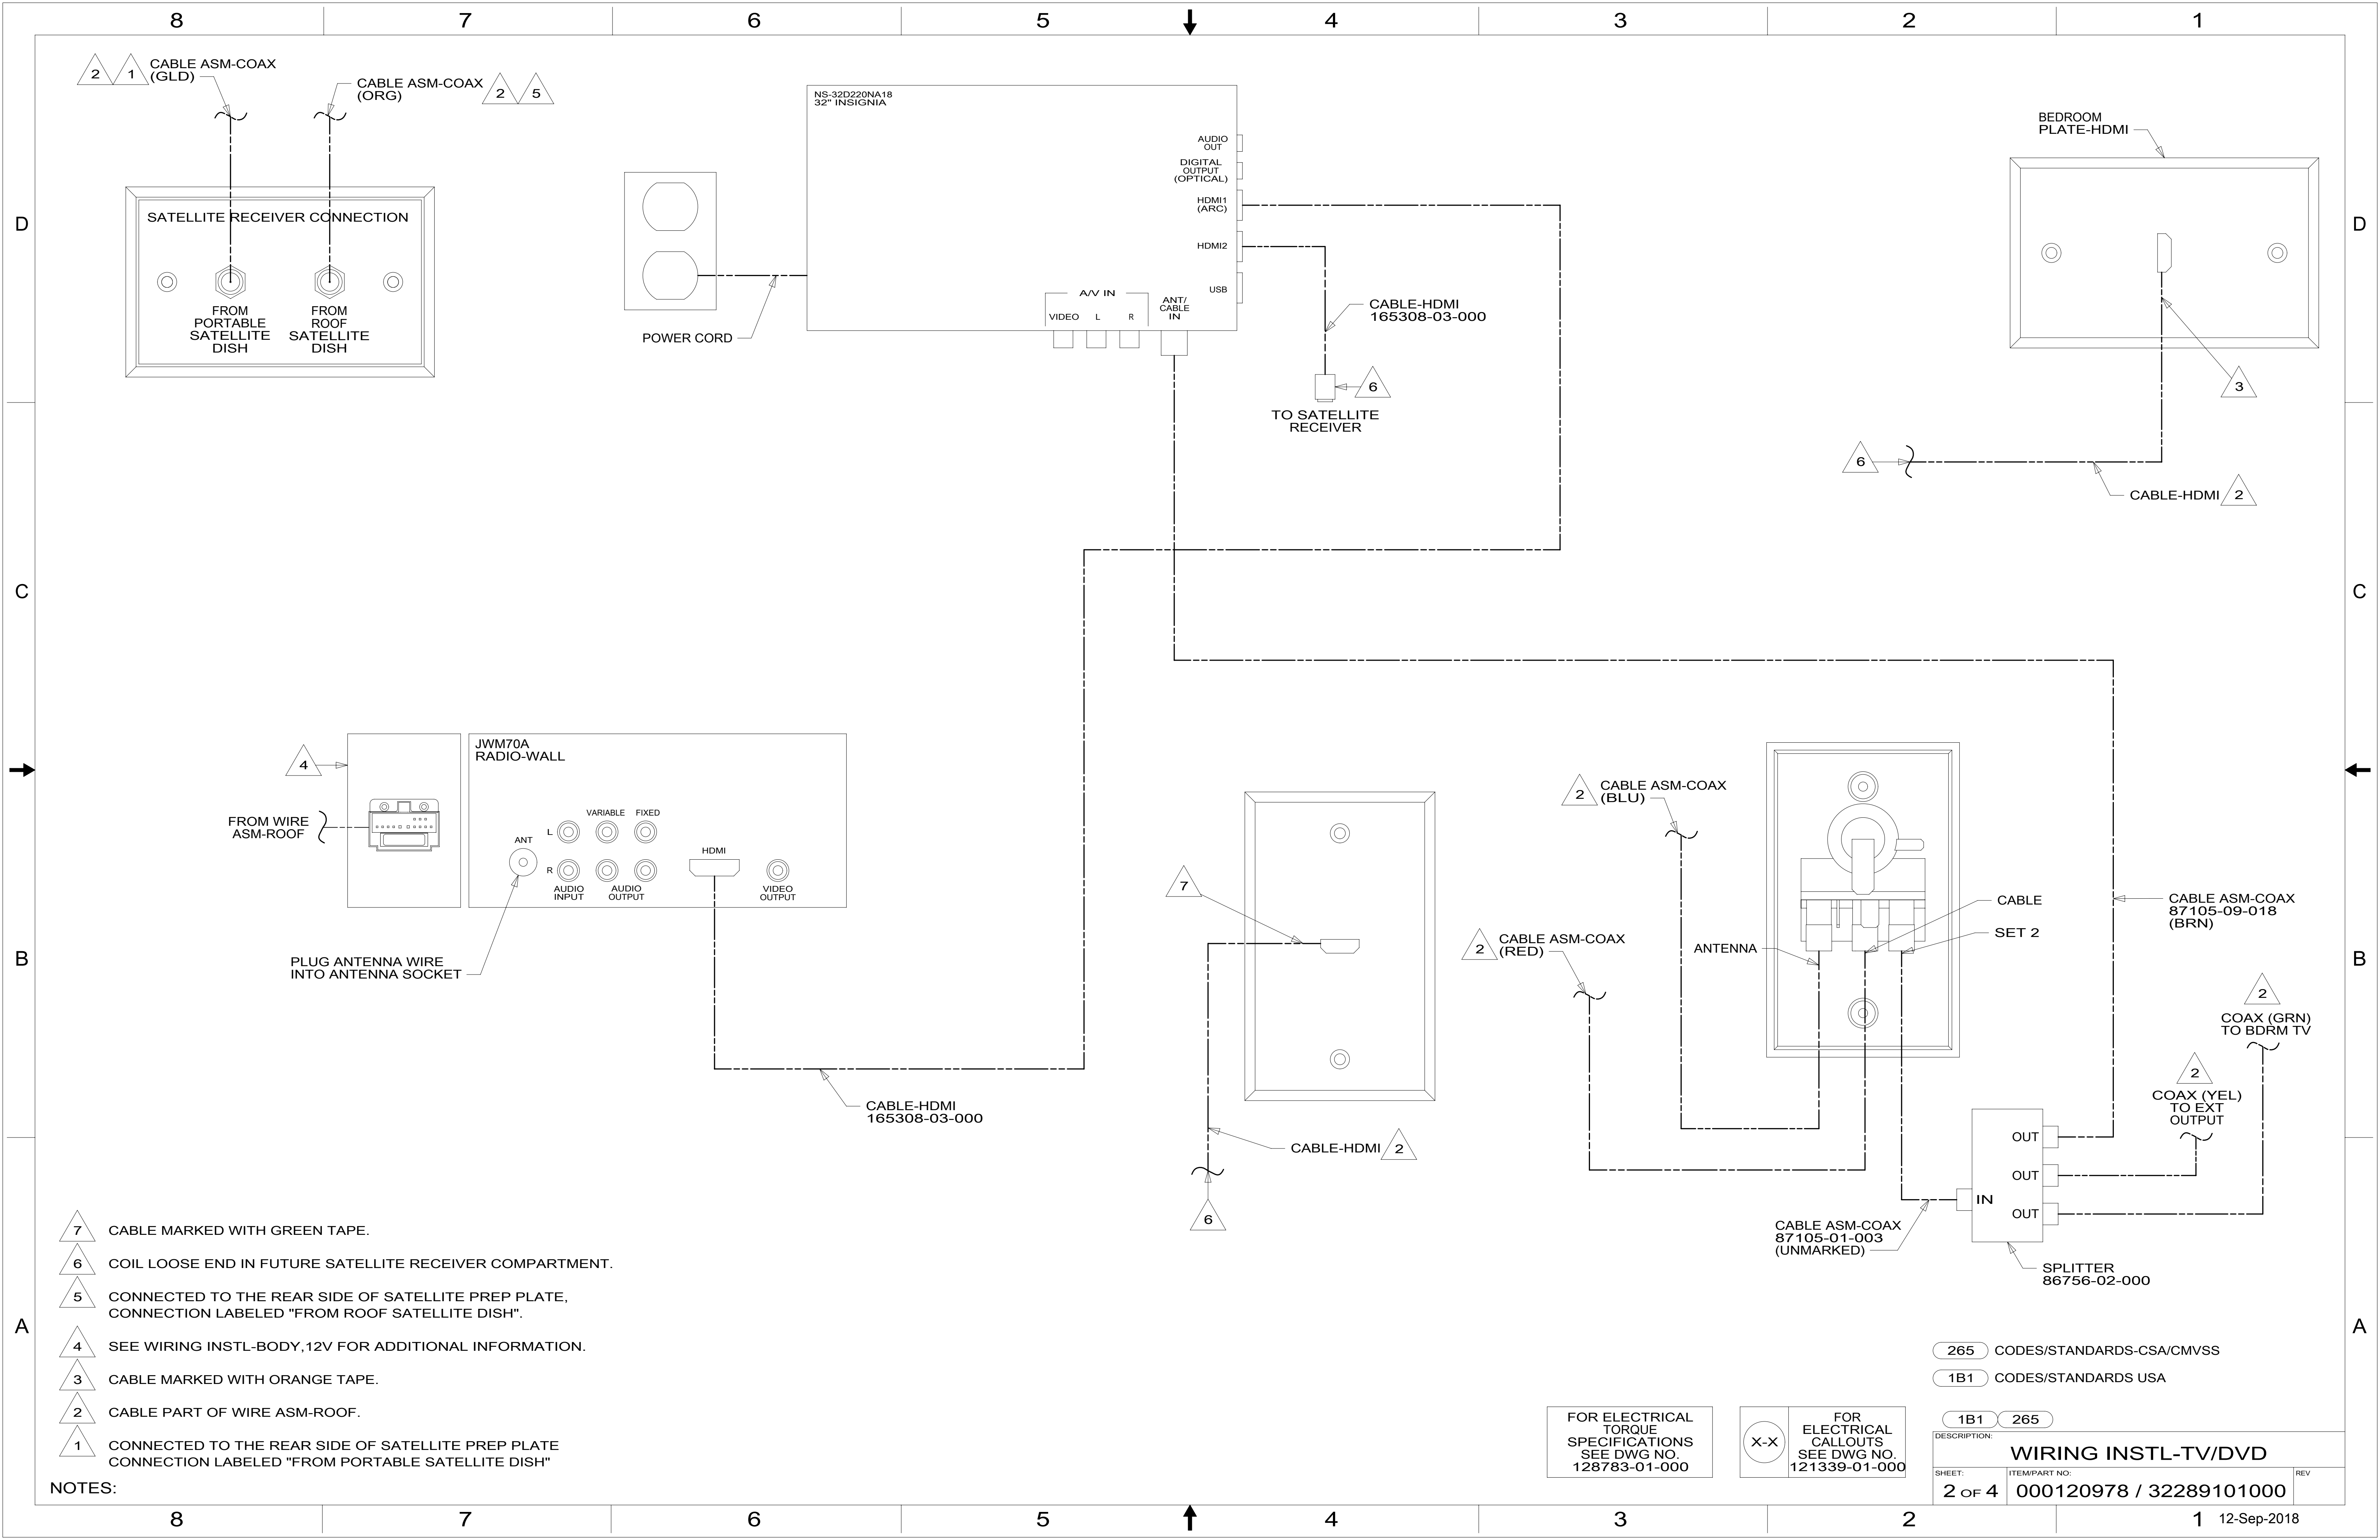 8 7 6 5 4 3 2 1
D
C
B
A
D
C
B
A
2 1 CABLE ASM-COAX
(GLD)
CABLE ASM-COAX
(ORG) 2 5
SATELLITE RECEIVER CONNECTION
FROM
PORTABLE
SATELLITE
DISH
FROM
ROOF
SATELLITE
DISH
POWER CORD
NS-32D220NA18
32" INSIGNIA
AUDIO
OUT
DIGITAL
OUTPUT
(OPTICAL)
HDMI1
(ARC)
HDMI2
USB
A/V IN
VIDEO L R
ANT/
CABLE
IN
CABLE-HDMI
165308-03-000
6
TO SATELLITE
RECEIVER
BEDROOM
PLATE-HDMI
3
6
CABLE-HDMI 2
4
FROM WIRE
ASM-ROOF
JWM70A
RADIO-WALL
VARIABLE FIXED
ANT
L
R
HDMI
AUDIO
INPUT
AUDIO
OUTPUT
VIDEO
OUTPUT
PLUG ANTENNA WIRE
INTO ANTENNA SOCKET
CABLE-HDMI
165308-03-000
7
CABLE-HDMI 2
6
2 CABLE ASM-COAX
(BLU)
2 CABLE ASM-COAX
(RED)
ANTENNA
CABLE
SET 2
CABLE ASM-COAX
87105-09-018
(BRN)
2
COAX (GRN)
TO BDRM TV
2
COAX (YEL)
TO EXT
OUTPUT
OUT
OUT
OUT
IN
CABLE ASM-COAX
87105-01-003
(UNMARKED)
SPLITTER
86756-02-000
7 CABLE MARKED WITH GREEN TAPE.
6 COIL LOOSE END IN FUTURE SATELLITE RECEIVER COMPARTMENT.
5 CONNECTED TO THE REAR SIDE OF SATELLITE PREP PLATE,
CONNECTION LABELED "FROM ROOF SATELLITE DISH".
4 SEE WIRING INSTL-BODY,12V FOR ADDITIONAL INFORMATION.
3 CABLE MARKED WITH ORANGE TAPE.
2 CABLE PART OF WIRE ASM-ROOF.
1 CONNECTED TO THE REAR SIDE OF SATELLITE PREP PLATE
CONNECTION LABELED "FROM PORTABLE SATELLITE DISH"
NOTES:
FOR ELECTRICAL
TORQUE
SPECIFICATIONS
SEE DWG NO.
128783-01-000
X-X
FOR
ELECTRICAL
CALLOUTS
SEE DWG NO.
121339-01-000
265 CODES/STANDARDS-CSA/CMVSS
1B1 CODES/STANDARDS USA
1B1 265
DESCRIPTION:
WIRING INSTL-TV/DVD
SHEET: ITEM/PART NO: REV
2 OF 4 000120978 / 32289101000
8 7 6 5 4 3 2 1
12-Sep-2018